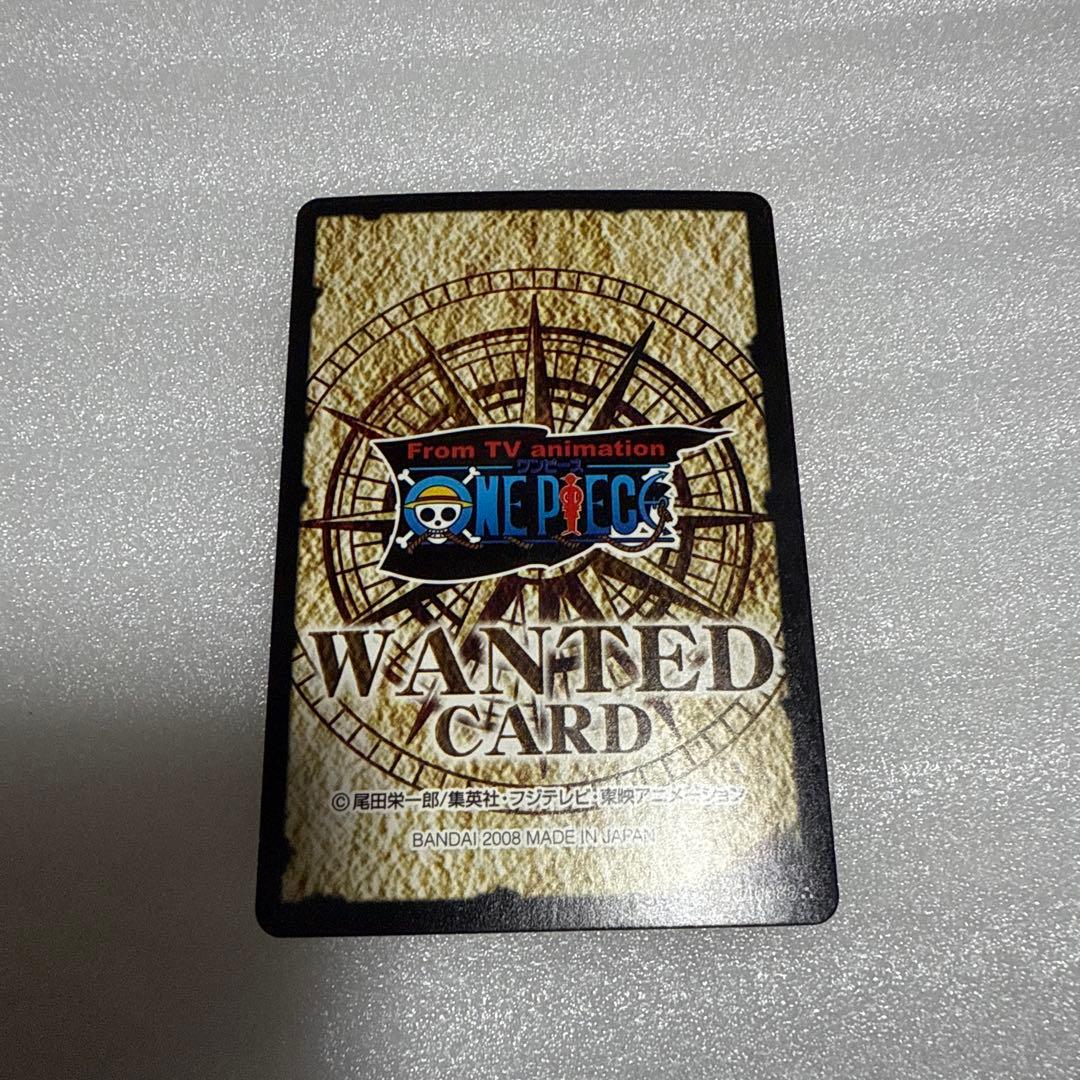 From TV animation
ワンピース
ONE PIECE
WANTED
CARD
©尾田栄一郎/集英社・フジテレビ・東映アニメーション
BANDAI 2008 MADE IN JAPAN